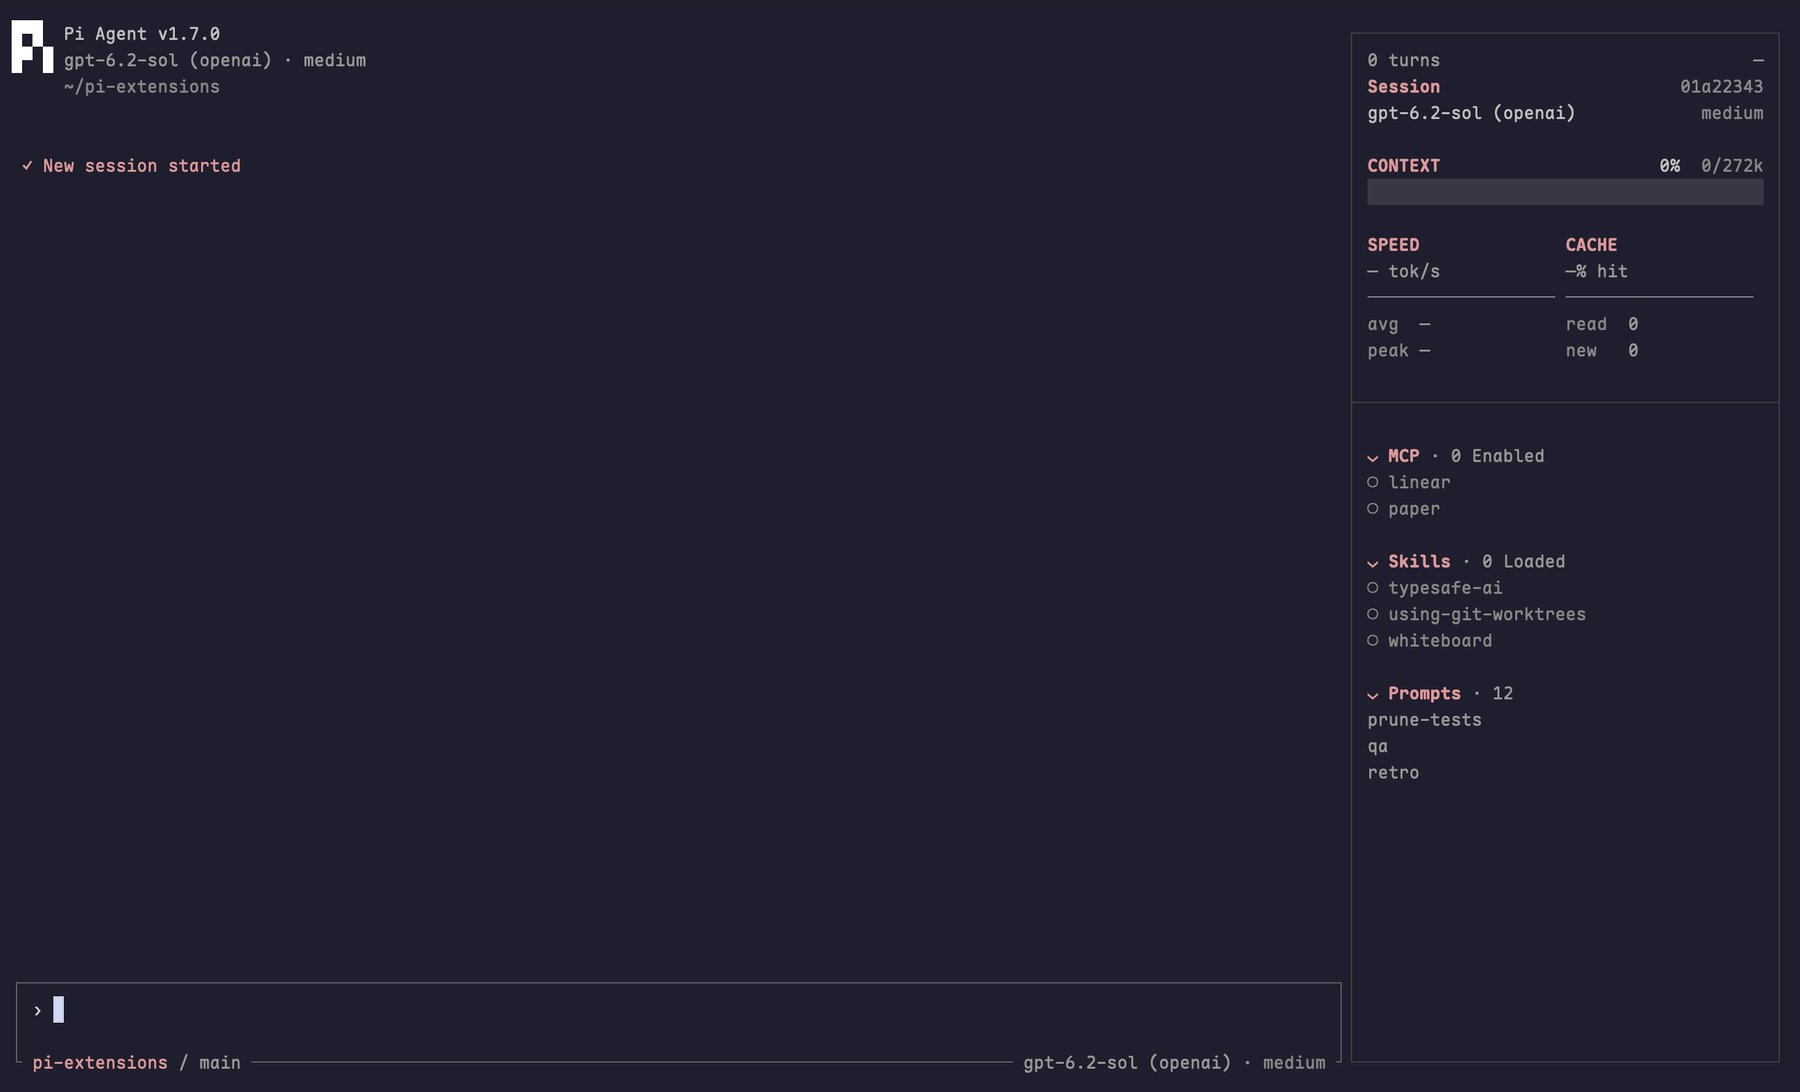 Pi Agent v1.7.0
gpt-6.2-sol (openai) · medium
~/pi-extensions
✓ New session started
0 turns —
Session 01a22343
gpt-6.2-sol (openai) medium
CONTEXT 0% 0/272k
SPEED CACHE
— tok/s —% hit
avg — read 0
peak — new 0
MCP · 0 Enabled
○ linear
○ paper
Skills · 0 Loaded
○ typesafe-ai
○ using-git-worktrees
○ whiteboard
Prompts · 12
prune-tests
qa
retro
›
pi-extensions / main gpt-6.2-sol (openai) · medium